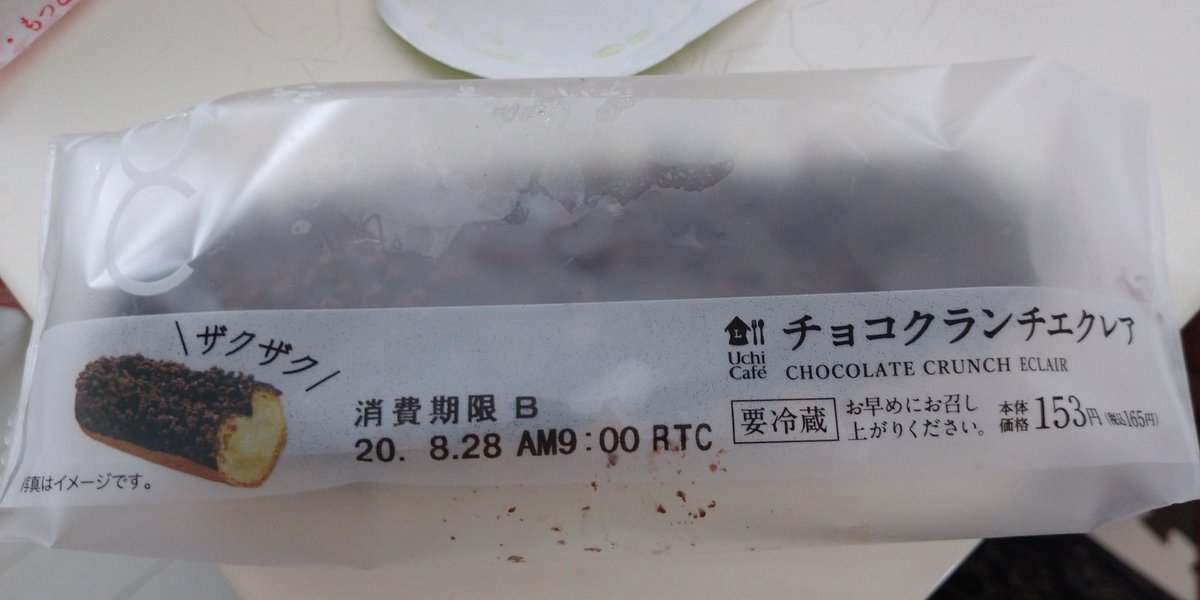 ・もっ
\ザクザク/
写真はイメージです。
消費期限 B
20. 8.28 AM9:00 RTC
L
Uchi
Café
チョコクランチエクレア
CHOCOLATE CRUNCH ECLAIR
要冷蔵
お早めにお召し
上がりください。
本体
価格 153円(税込165円)